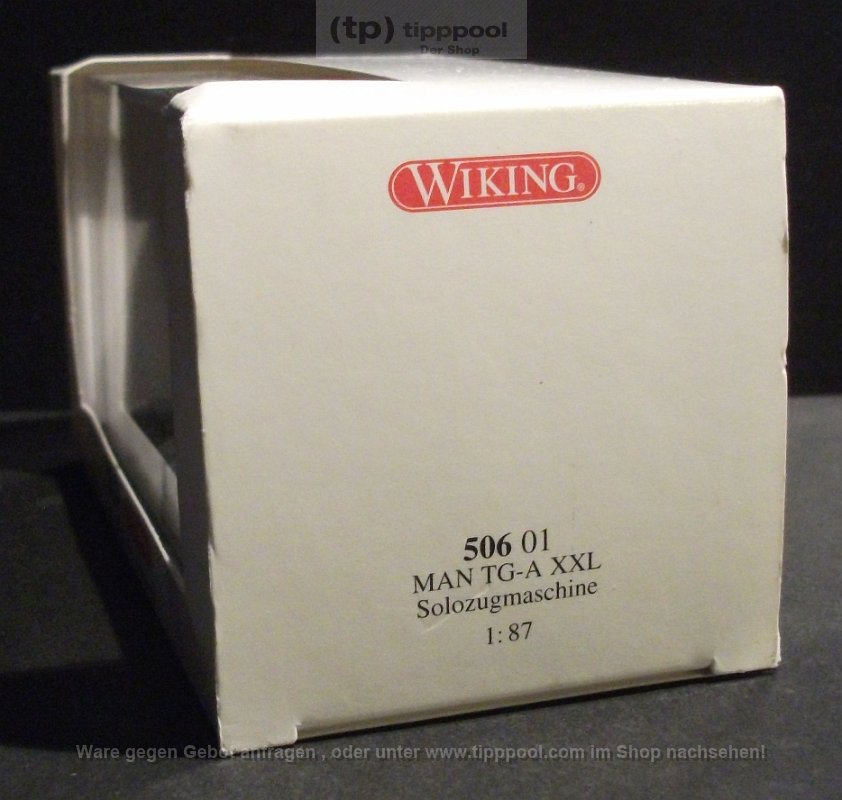 (tp) tipppool
Der Shop
WIKING®
506 01
MAN TG-A XXL
Solozugmaschine
1:87
Ware gegen Gebot anfragen , oder unter www.tipppool.com im Shop nachsehen!